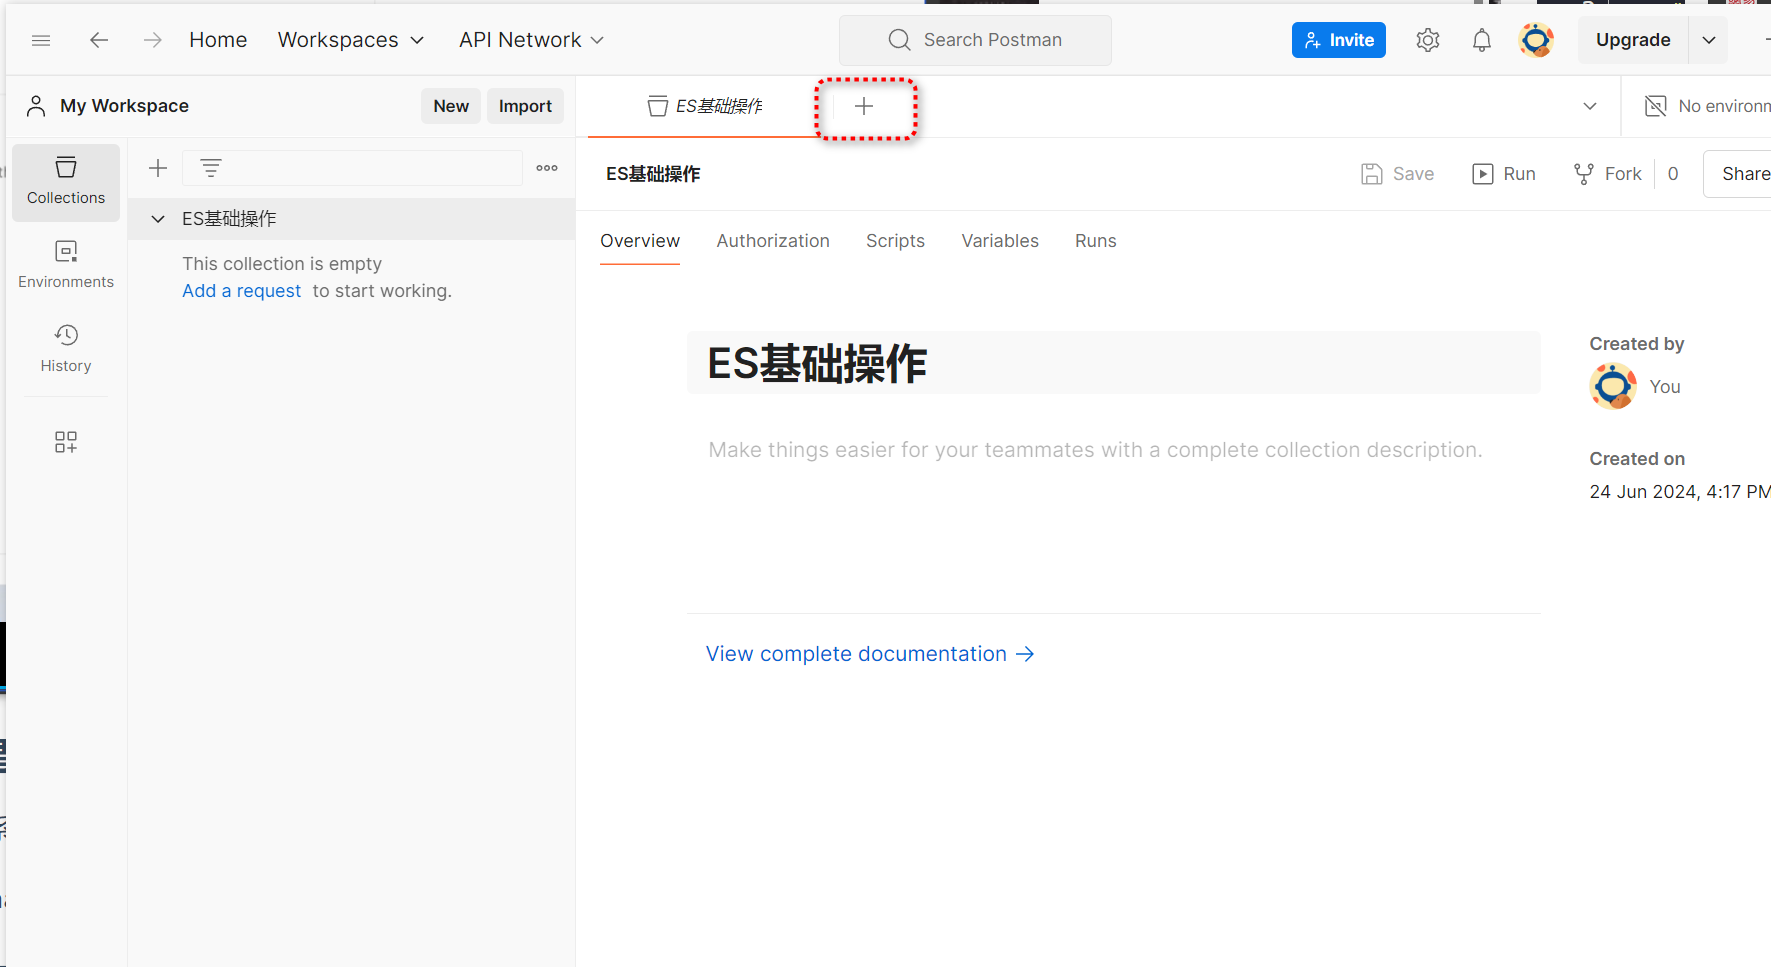 Home Workspaces API Network Search Postman Invite Upgrade
My Workspace New Import ES基础操作 No environm
Collections
ES基础操作 Save Run Fork 0 Share
ES基础操作
Overview Authorization Scripts Variables Runs
This collection is empty
Environments
Add a request to start working.
History
ES基础操作
Created by
You
Make things easier for your teammates with a complete collection description.
Created on
24 Jun 2024, 4:17 PM
View complete documentation →